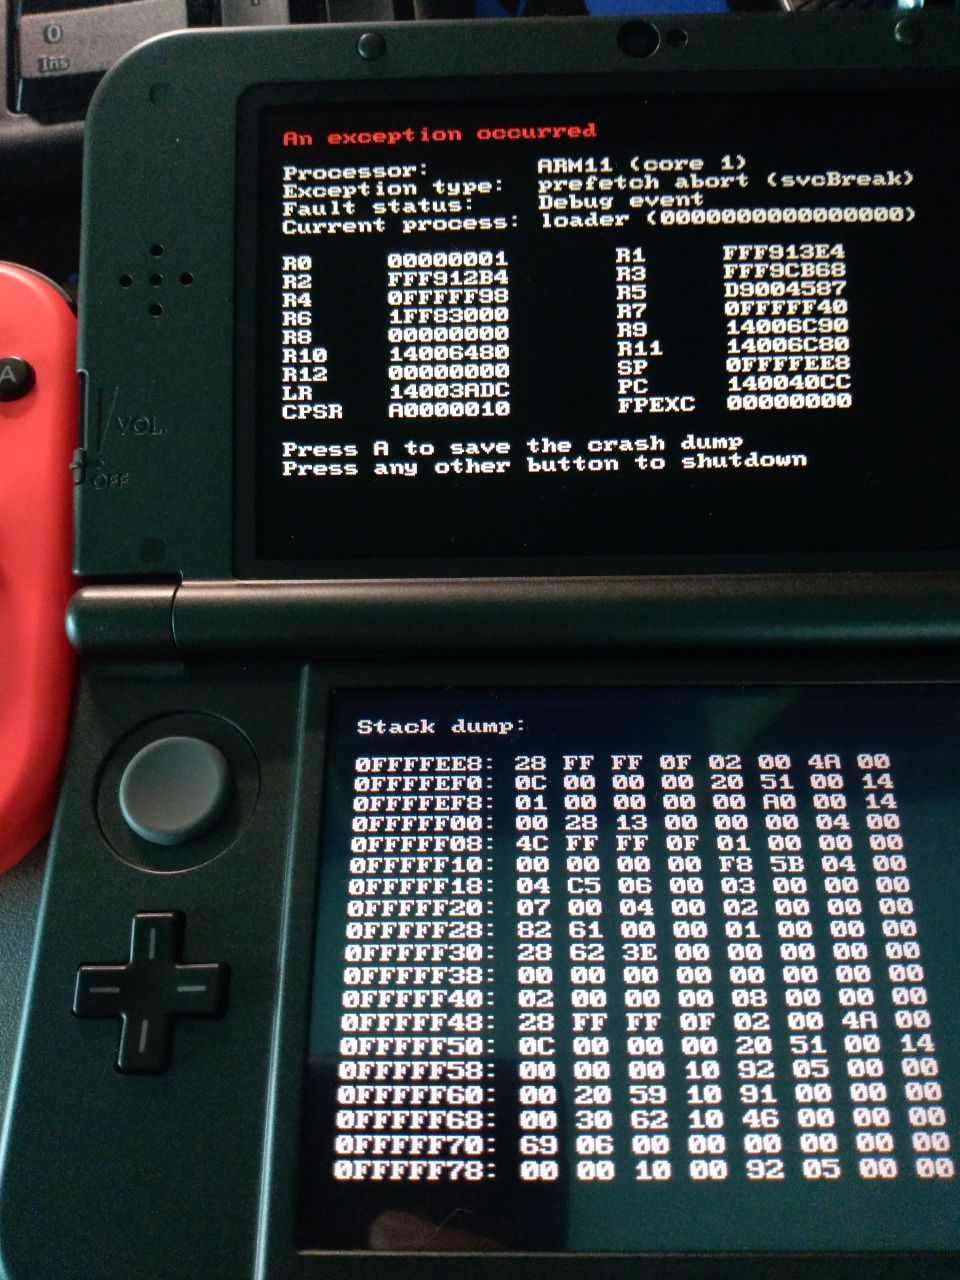 0
Ins
An exception occurred
Processor: ARM11 (core 1)
Exception type: prefetch abort (svcBreak)
Fault status: Debug event
Current process: loader (0000000000000000)
R0 00000001 R1 FFF913E4
R2 FFF912B4 R3 FFF9CB68
R4 0FFFFF98 R5 D9004587
R6 1FF83000 R7 0FFFFF40
R8 00000000 R9 14006C90
R10 14006480 R11 14006C80
R12 00000000 SP 0FFFFEE8
LR 14003ADC PC 140040CC
CPSR A0000010 FPEXC 00000000
Press A to save the crash dump
Press any other button to shutdown
A
VOL.
OFF
Stack dump:
0FFFFEE8: 28 FF FF 0F 02 00 4A 00
0FFFFEF0: 0C 00 00 00 20 51 00 14
0FFFFEF8: 01 00 00 00 00 A0 00 14
0FFFFF00: 00 28 13 00 00 00 04 00
0FFFFF08: 4C FF FF 0F 01 00 00 00
0FFFFF10: 00 00 00 00 F8 5B 04 00
0FFFFF18: 04 C5 06 00 03 00 00 00
0FFFFF20: 07 00 04 00 02 00 00 00
0FFFFF28: 82 61 00 00 01 00 00 00
0FFFFF30: 28 62 3E 00 00 00 00 00
0FFFFF38: 00 00 00 00 00 00 00 00
0FFFFF40: 02 00 00 00 08 00 00 00
0FFFFF48: 28 FF FF 0F 02 00 4A 00
0FFFFF50: 0C 00 00 00 20 51 00 14
0FFFFF58: 00 00 00 10 92 05 00 00
0FFFFF60: 00 20 59 10 91 00 00 00
0FFFFF68: 00 30 62 10 46 00 00 00
0FFFFF70: 69 06 00 00 00 00 00 00
0FFFFF78: 00 00 10 00 92 05 00 00